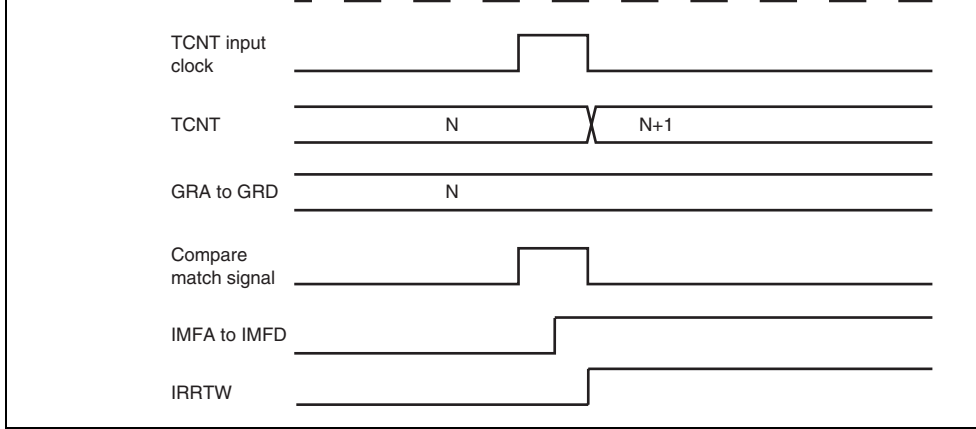 TCNT input
clock
TCNT
N
N+1
GRA to GRD
N
Compare
match signal
IMFA to IMFD
IRRTW